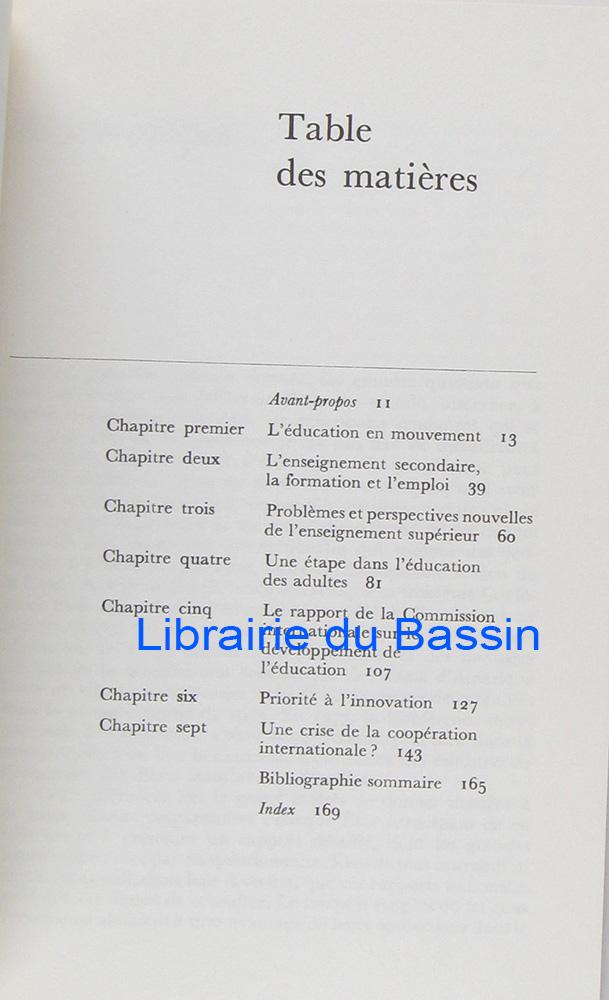 Table
des matières
Avant-propos 11
Chapitre premier L'éducation en mouvement 13
Chapitre deux L'enseignement secondaire,
la formation et l'emploi 39
Chapitre trois Problèmes et perspectives nouvelles
de l'enseignement supérieur 60
Chapitre quatre Une étape dans l'éducation
des adultes 81
Chapitre cinq Le rapport de la Commission
internationale sur le
Librairie du Bassin
développement de
l'éducation 107
Chapitre six Priorité à l'innovation 127
Chapitre sept Une crise de la coopération
internationale ? 143
Bibliographie sommaire 165
Index 169